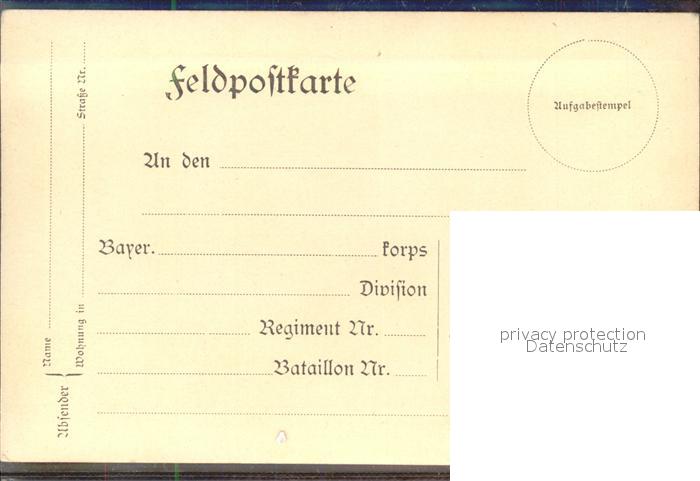 Feldpostkarte
Aufgabestempel
An den
Bayer. korps
Division
Regiment Nr.
Bataillon Nr.
Absender
Name
Wohnung in Straße Nr.
privacy protection
Datenschutz